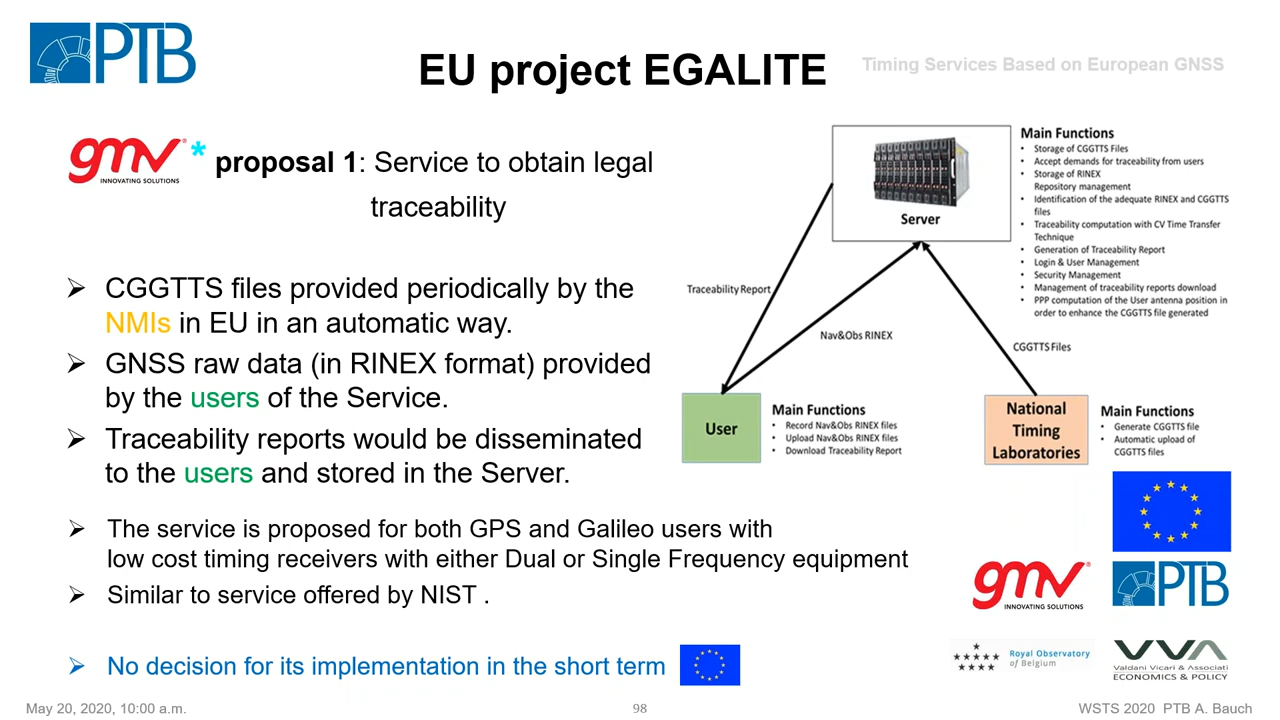 PTB
EU project EGALITE
Timing Services Based on European GNSS
gmv®
INNOVATING SOLUTIONS
* proposal 1: Service to obtain legal
traceability
➢ CGGTTS files provided periodically by the
NMIs in EU in an automatic way.
➢ GNSS raw data (in RINEX format) provided
by the users of the Service.
➢ Traceability reports would be disseminated
to the users and stored in the Server.
➢ The service is proposed for both GPS and Galileo users with
low cost timing receivers with either Dual or Single Frequency equipment
➢ Similar to service offered by NIST .
➢ No decision for its implementation in the short term
Server
Main Functions
• Storage of CGGTTS Files
• Accept demands for traceability from users
• Storage of RINEX
Repository management
• Identification of the adequate RINEX and CGGTTS
files
• Traceability computation with CV Time Transfer
Technique
• Generation of Traceability Report
• Login & User Management
• Security Management
• Management of traceability reports download
• PPP computation of the User antenna position in
order to enhance the CGGTTS file generated
Traceability Report
Nav&Obs RINEX
CGGTTS Files
User
Main Functions
• Record Nav&Obs RINEX files
• Upload Nav&Obs RINEX files
• Download Traceability Report
National
Timing
Laboratories
Main Functions
• Generate CGGTTS file
• Automatic upload of
CGGTTS files
gmv®
INNOVATING SOLUTIONS
PTB
Royal Observatory
of Belgium
VVA
Valdani Vicari & Associati
ECONOMICS & POLICY
May 20, 2020, 10:00 a.m.
98
WSTS 2020 PTB A. Bauch